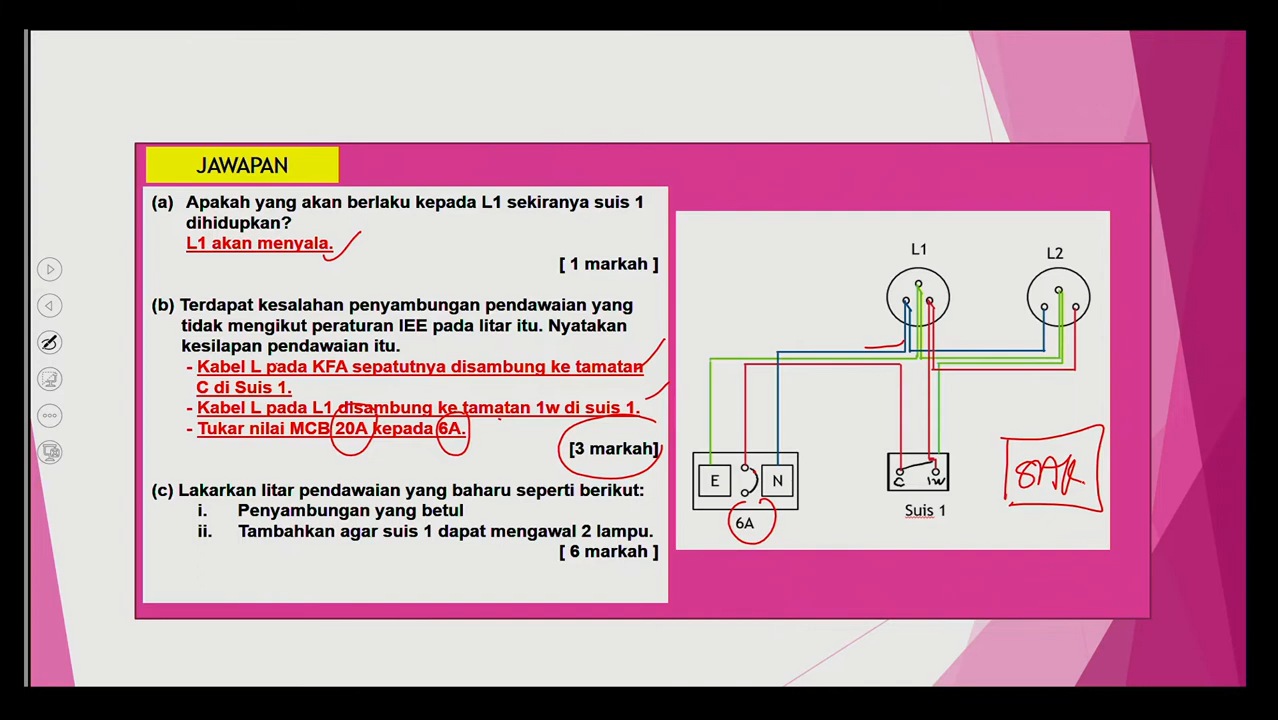 JAWAPAN
(a) Apakah yang akan berlaku kepada L1 sekiranya suis 1
dihidupkan?
L1 akan menyala.
[ 1 markah ]
(b) Terdapat kesalahan penyambungan pendawaian yang
tidak mengikut peraturan IEE pada litar itu. Nyatakan
kesilapan pendawaian itu.
- Kabel L pada KFA sepatutnya disambung ke tamatan
C di Suis 1.
- Kabel L pada L1 disambung ke tamatan 1w di suis 1.
- Tukar nilai MCB 20A kepada 6A.
[3 markah]
(c) Lakarkan litar pendawaian yang baharu seperti berikut:
i. Penyambungan yang betul
ii. Tambahkan agar suis 1 dapat mengawal 2 lampu.
[ 6 markah ]
L1
L2
E
N
6A
C
1W
Suis 1